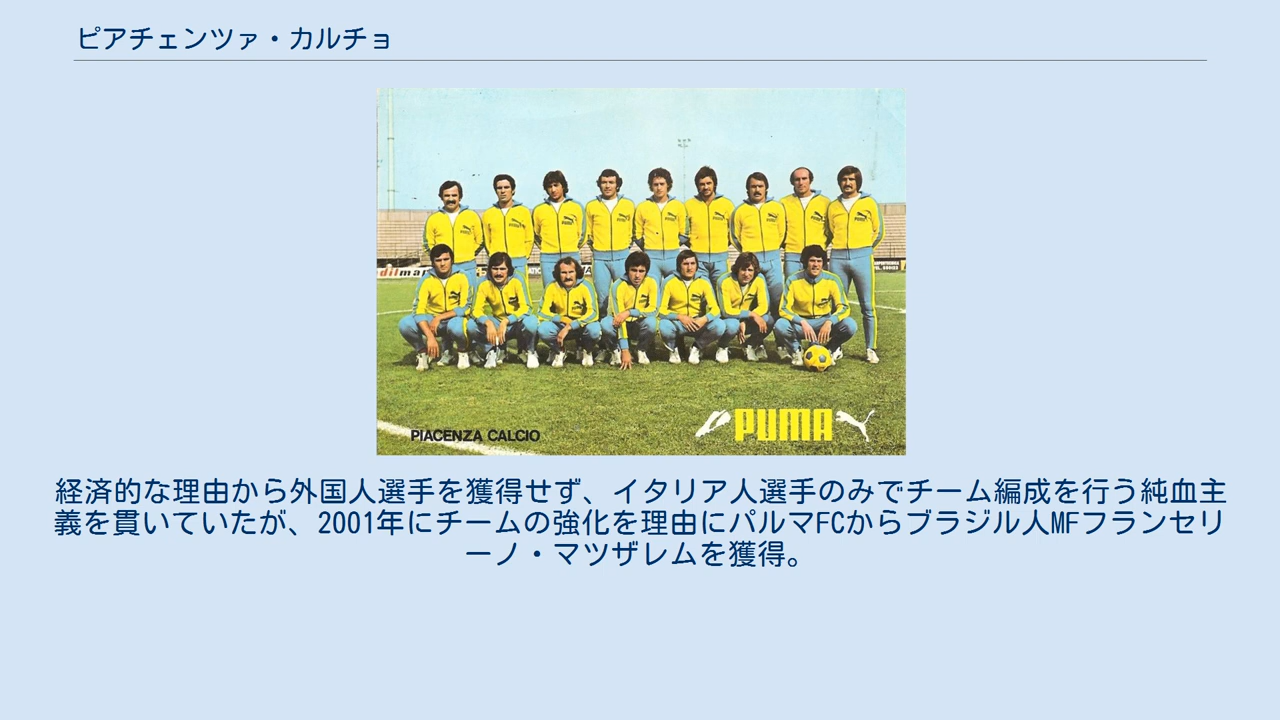 ピアチェンツァ・カルチョ
PIACENZA CALCIO
PUMA
経済的な理由から外国人選手を獲得せず、イタリア人選手のみでチーム編成を行う純血主
義を貫いていたが、2001年にチームの強化を理由にパルマFCからブラジル人MFフランセリ
ーノ・マツザレムを獲得。